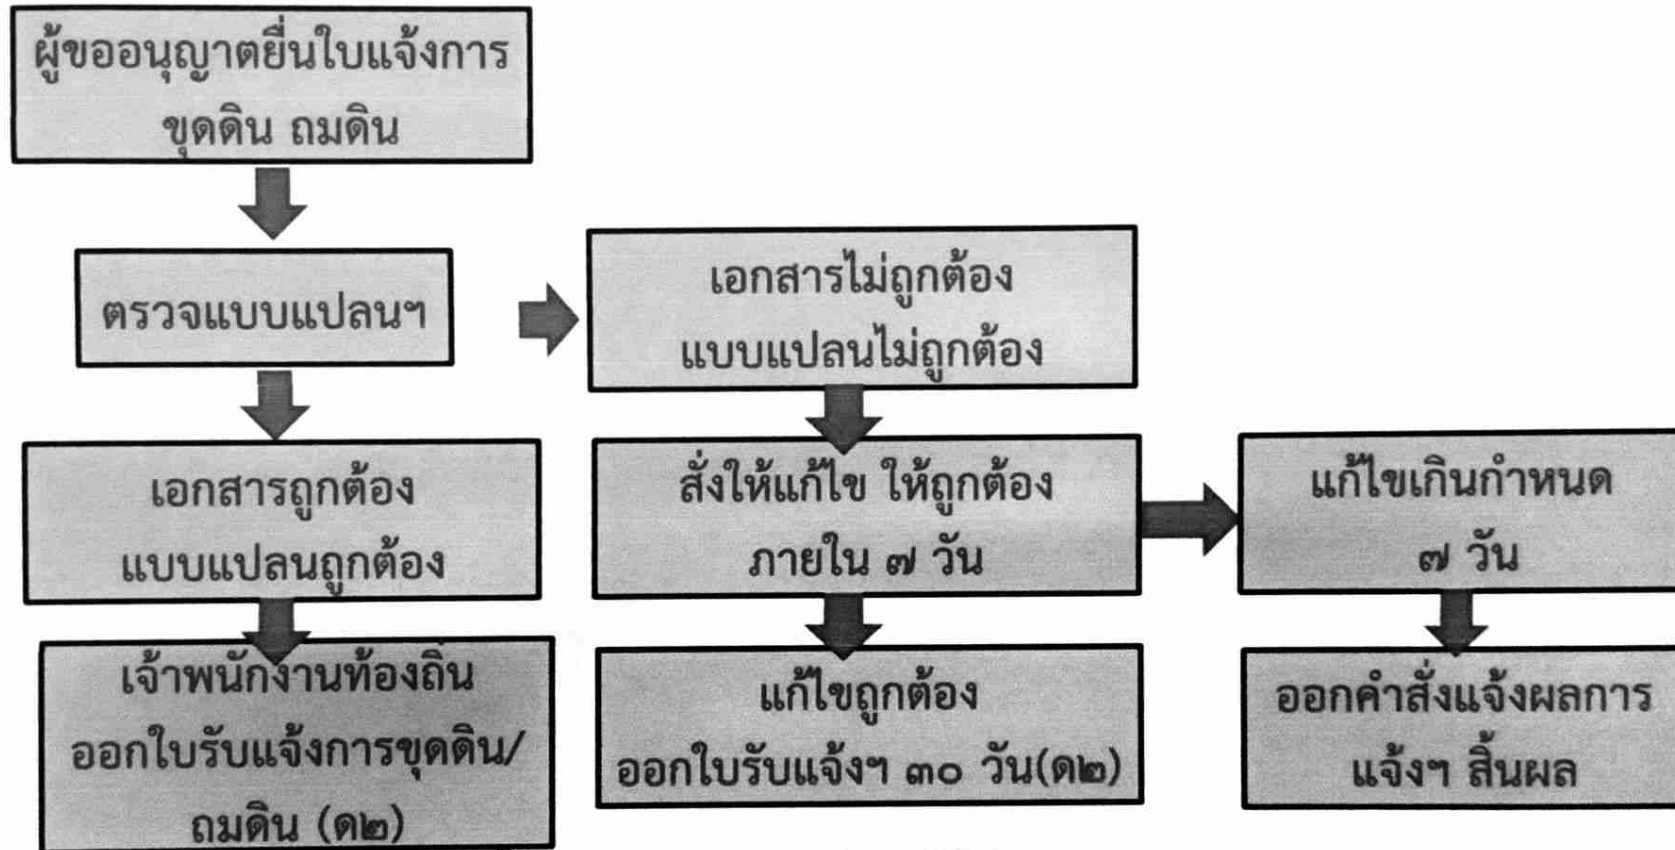 ผู้ขออนุญาตยื่นใบแจ้งการ
ขุดดิน ถมดิน
ตรวจแบบแปลนฯ
เอกสารไม่ถูกต้อง
แบบแปลนไม่ถูกต้อง
เอกสารถูกต้อง
แบบแปลนถูกต้อง
สั่งให้แก้ไข ให้ถูกต้อง
ภายใน ๗ วัน
แก้ไขเกินกำหนด
๗ วัน
เจ้าพนักงานท้องถิ่น
ออกใบรับแจ้งการขุดดิน/
ถมดิน (ด๒)
แก้ไขถูกต้อง
ออกใบรับแจ้งฯ ๓๐ วัน(ด๒)
ออกคำสั่งแจ้งผลการ
แจ้งฯ สิ้นผล